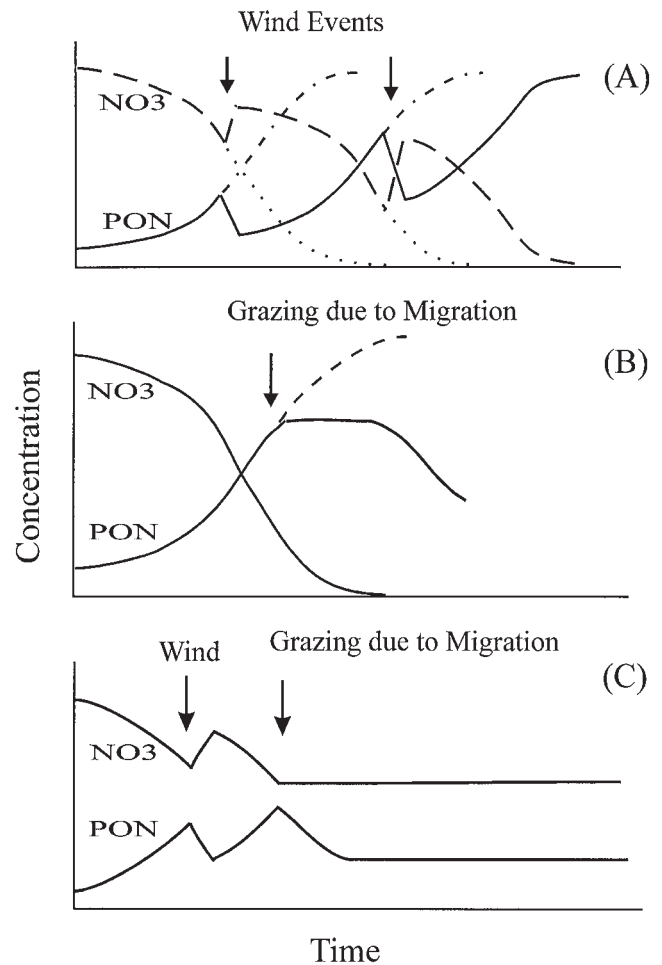 Wind Events
(A)
NO3
PON
Grazing due to Migration
(B)
NO3
PON
Concentration
Wind
Grazing due to Migration
(C)
NO3
PON
Time